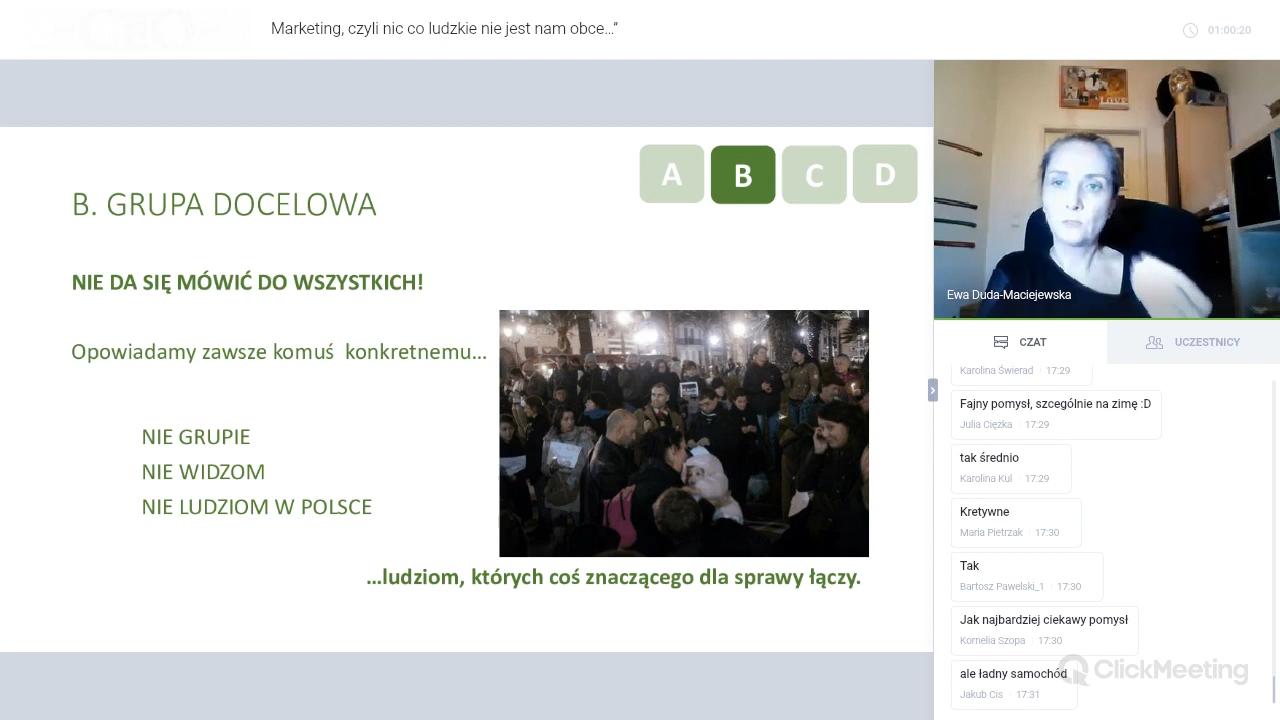 Marketing, czyli nic co ludzkie nie jest nam obce..."
01:00:20
A B C D
B. GRUPA DOCELOWA
NIE DA SIĘ MÓWIĆ DO WSZYSTKICH!
Opowiadamy zawsze komuś konkretnemu...
NIE GRUPIE
NIE WIDZOM
NIE LUDZIOM W POLSCE
...ludziom, których coś znaczącego dla sprawy łączy.
Ewa Duda-Maciejewska
CZAT
UCZESTNICY
Karolina Świerad 17:29
Fajny pomysł, szcególnie na zimę :D
Julia Ciężka 17:29
tak średnio
Karolina Kul 17:29
Kretywne
Maria Pietrzak 17:30
Tak
Bartosz Pawelski_1 17:30
Jak najbardziej ciekawy pomysł
Kornelia Szopa 17:30
ale ładny samochód
Jakub Cis 17:31
ClickMeeting